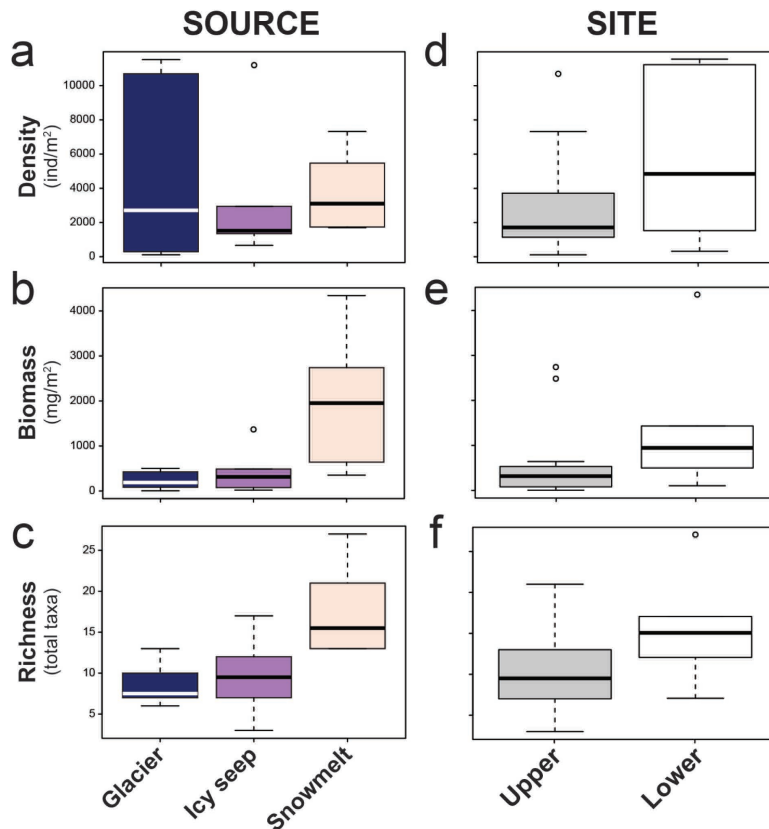 SOURCE
SITE
a
Density
(ind/m²)
10000
8000
6000
4000
2000
0
d
b
Biomass
(mg/m²)
4000
3000
2000
1000
0
e
c
Richness
(total taxa)
25
20
15
10
5
f
Glacier
Icy seep
Snowmelt
Upper
Lower